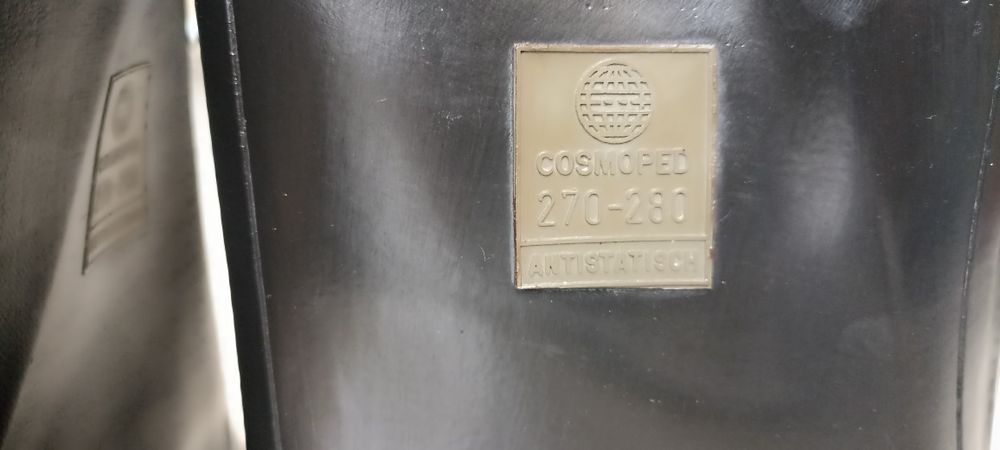 COSMOPED
270-280
ANTISTATISCH